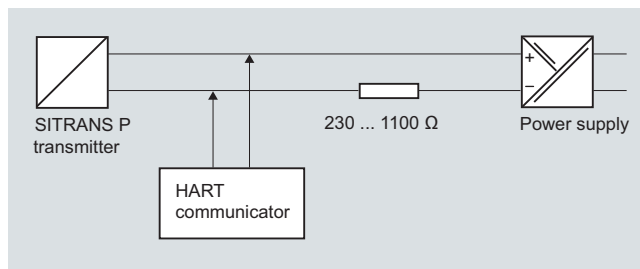 +
−
SITRANS P
transmitter
230 ... 1100 Ω
Power supply
HART
communicator